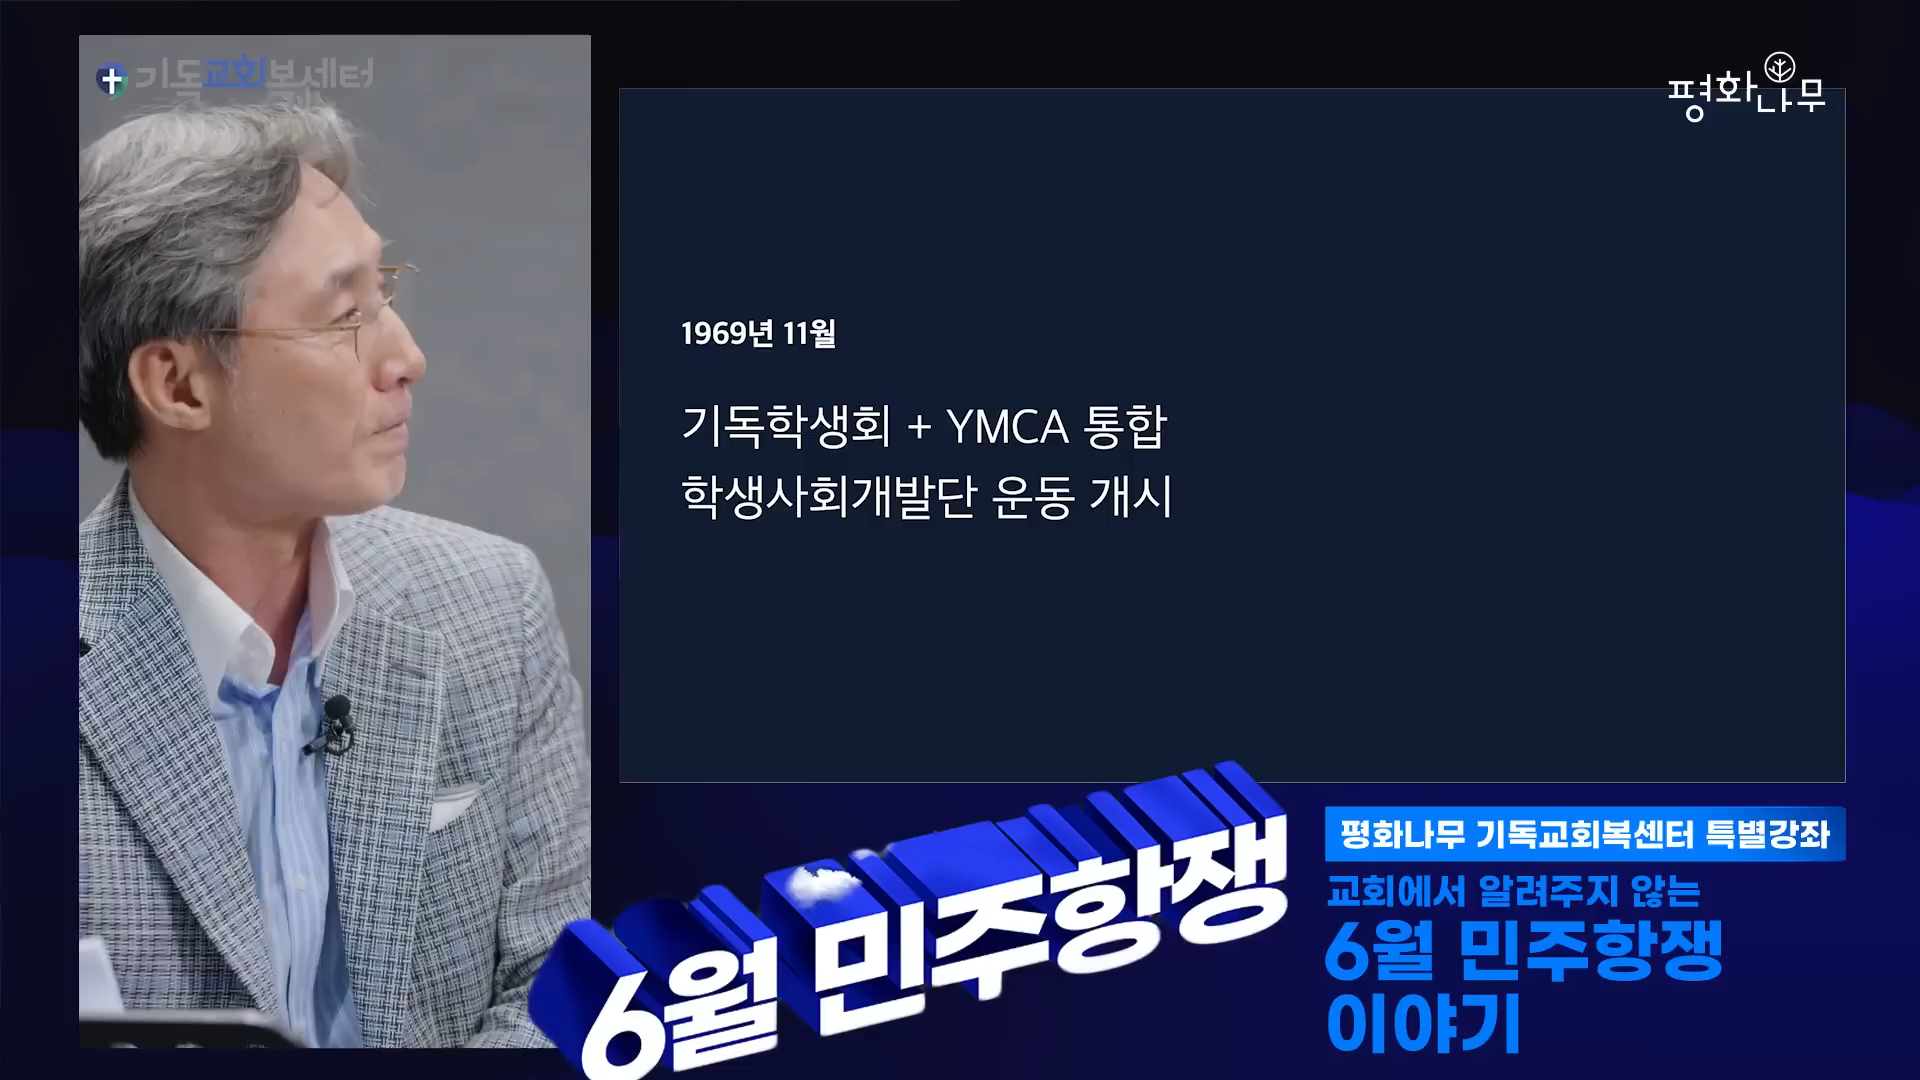 기독교회복센터
평화나무
1969년 11월
기독학생회 + YMCA 통합
학생사회개발단 운동 개시
6월 민주항쟁
평화나무 기독교회복센터 특별강좌
교회에서 알려주지 않는
6월 민주항쟁
이야기